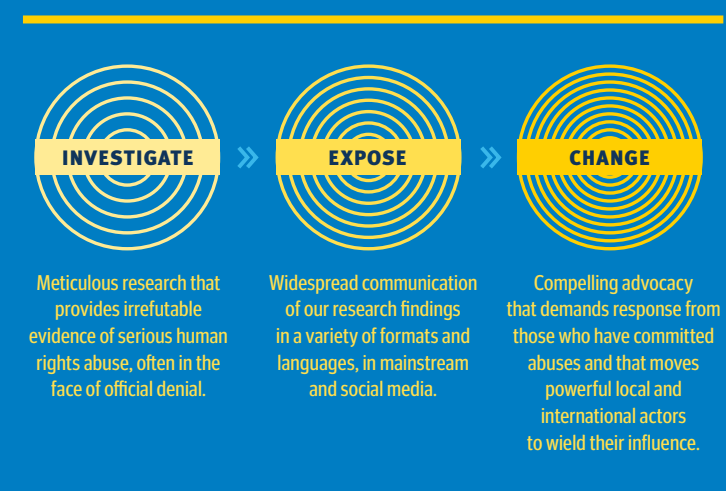 INVESTIGATE
Meticulous research that
provides irrefutable
evidence of serious human
rights abuse, often in the
face of official denial.
EXPOSE
Widespread communication
of our research findings
in a variety of formats and
languages, in mainstream
and social media.
CHANGE
Compelling advocacy
that demands response from
those who have committed
abuses and that moves
powerful local and
international actors
to wield their influence.